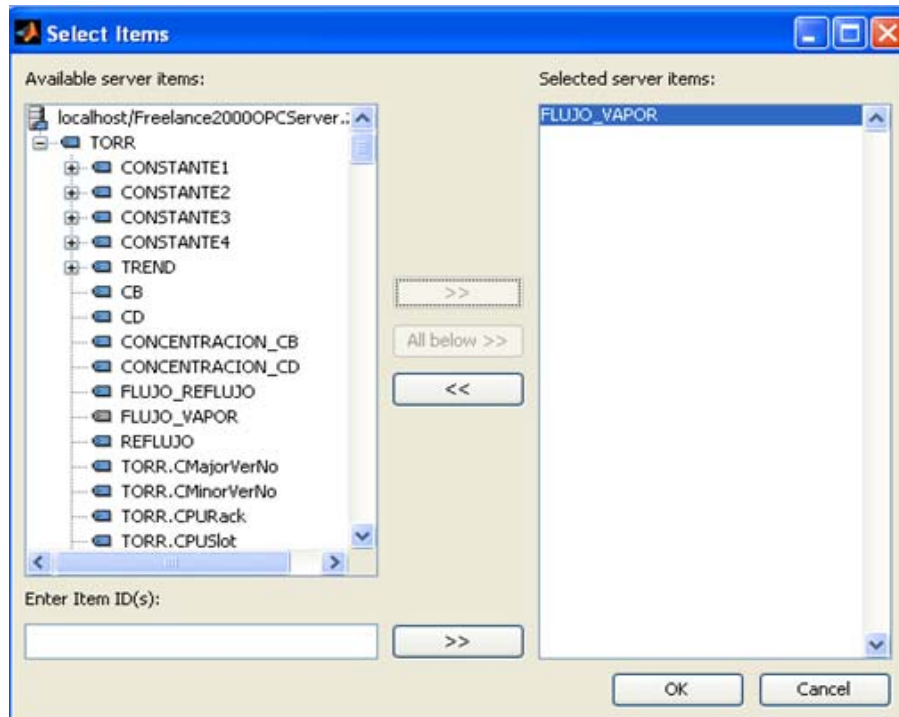 Select Items
Available server items:
localhost/Freelance2000OPCServer.
TORR
CONSTANTE1
CONSTANTE2
CONSTANTE3
CONSTANTE4
TREND
CB
CD
CONCENTRACION_CB
CONCENTRACION_CD
FLUJO_REFLUJO
FLUJO_VAPOR
REFLUJO
TORR.CMajorVerNo
TORR.CMinorVerNo
TORR.CPURack
TORR.CPUSlot
Enter Item ID(s):
>>
All below >>
<<
>>
Selected server items:
FLUJO_VAPOR
OK
Cancel